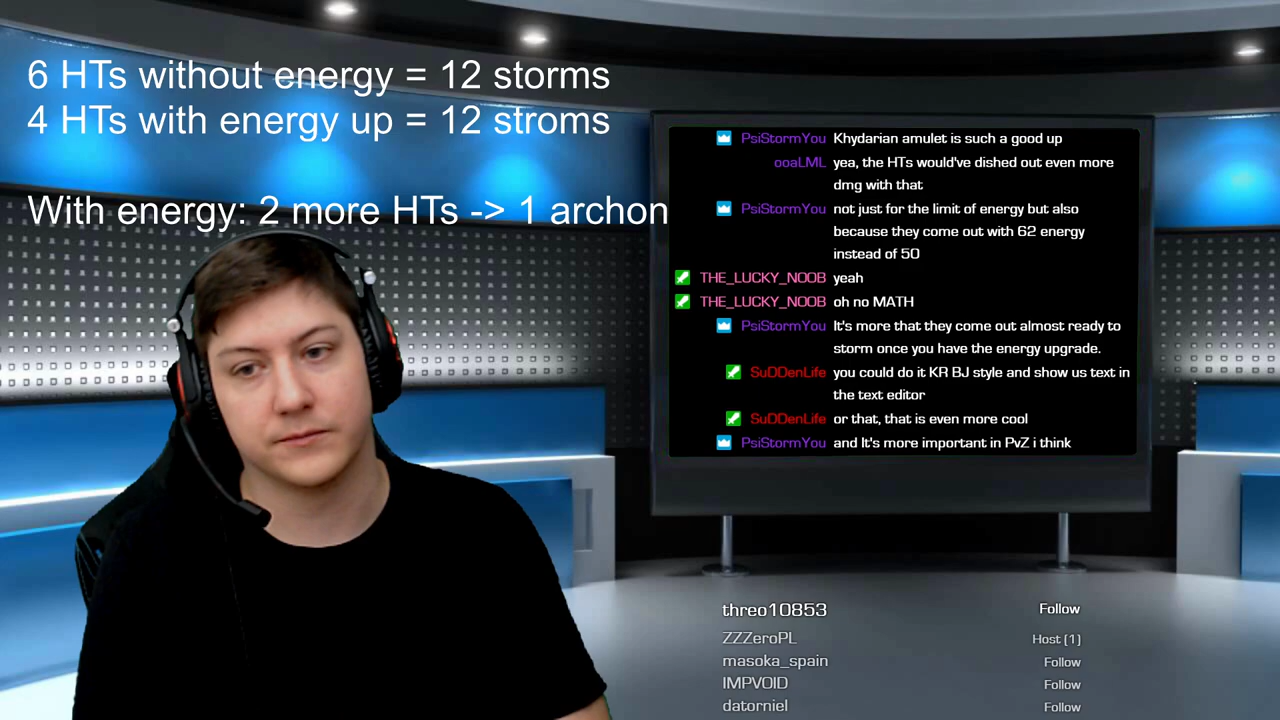 6 HTs without energy = 12 storms
4 HTs with energy up = 12 stroms
With energy: 2 more HTs -> 1 archon
PsiStormYou Khydarian amulet is such a good up
ooaLML yea, the HTs would've dished out even more
dmg with that
PsiStormYou not just for the limit of energy but also
because they come out with 62 energy
instead of 50
THE_LUCKY_NOOB yeah
THE_LUCKY_NOOB oh no MATH
PsiStormYou It's more that they come out almost ready to
storm once you have the energy upgrade.
SuDDenLife you could do it KR BJ style and show us text in
the text editor
SuDDenLife or that, that is even more cool
PsiStormYou and It's more important in PvZ i think
threo10853 Follow
ZZZeroPL Host [1]
masoka_spain Follow
IMPVOID Follow
datorniel Follow